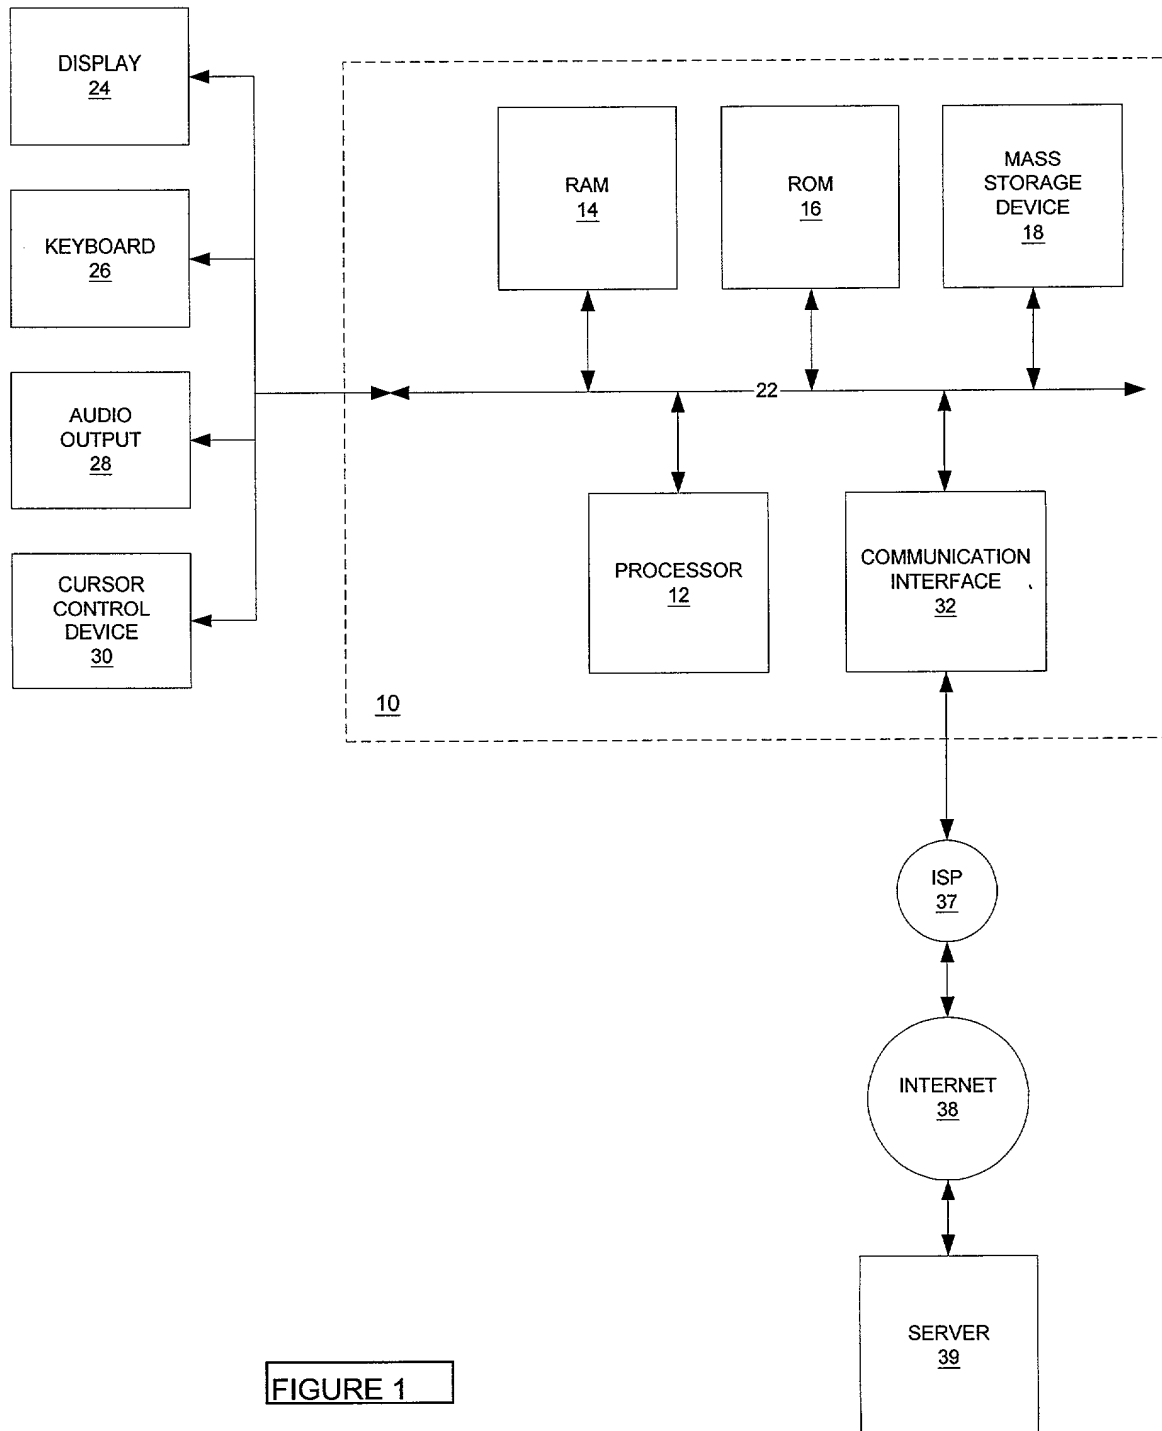 DISPLAY
24
KEYBOARD
26
AUDIO
OUTPUT
28
CURSOR
CONTROL
DEVICE
30
RAM
14
ROM
16
MASS
STORAGE
DEVICE
18
22
PROCESSOR
12
COMMUNICATION
INTERFACE
32
10
ISP
37
INTERNET
38
SERVER
39
FIGURE 1